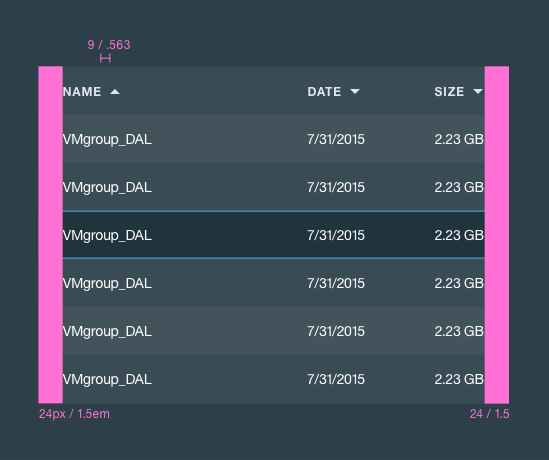 9 / .563
NAME DATE SIZE
VMgroup_DAL 7/31/2015 2.23 GB
VMgroup_DAL 7/31/2015 2.23 GB
VMgroup_DAL 7/31/2015 2.23 GB
VMgroup_DAL 7/31/2015 2.23 GB
VMgroup_DAL 7/31/2015 2.23 GB
VMgroup_DAL 7/31/2015 2.23 GB
24px / 1.5em 24 / 1.5